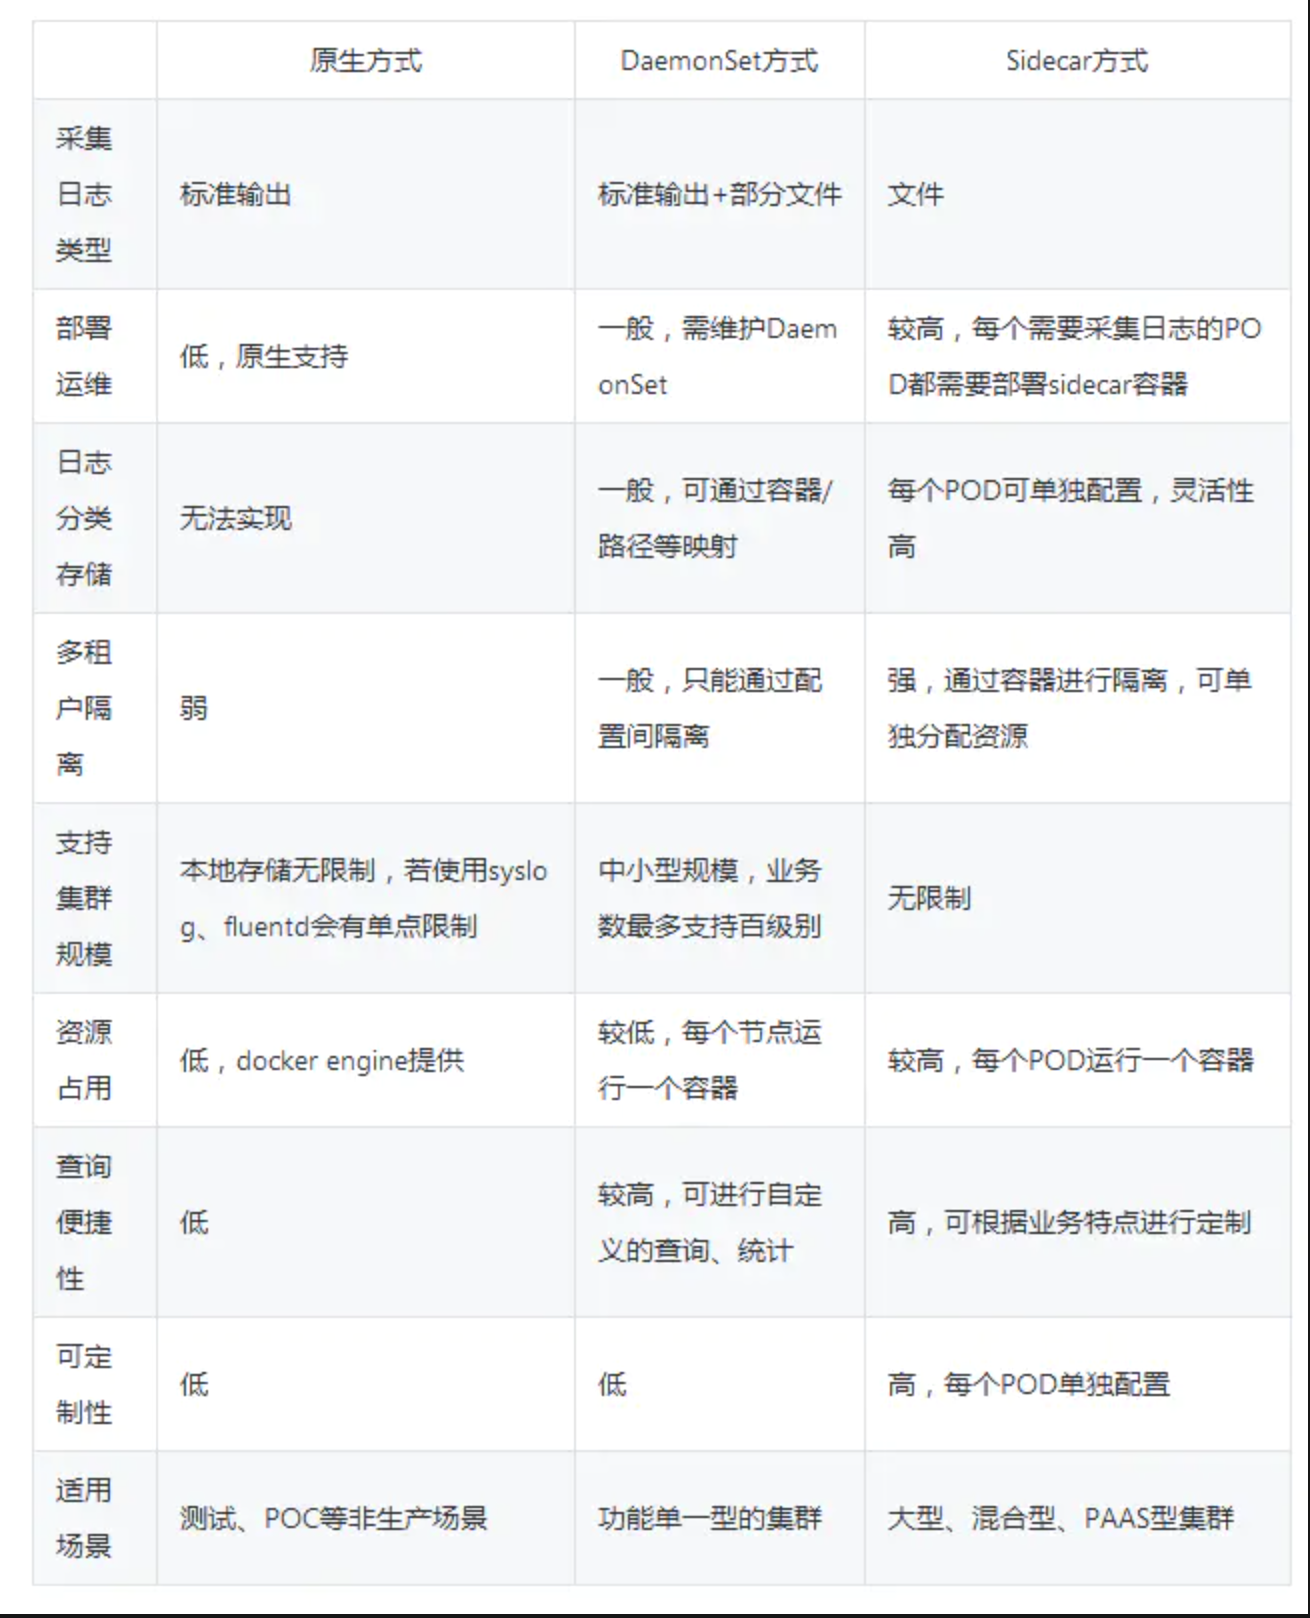 原生方式
DaemonSet方式
Sidecar方式
采集
日志
类型
标准输出
标准输出+部分文件
文件
部署
运维
低，原生支持
一般，需维护Daem
onSet
较高，每个需要采集日志的PO
D都需要部署sidecar容器
日志
分类
存储
无法实现
一般，可通过容器/
路径等映射
每个POD可单独配置，灵活性
高
多租
户隔
离
弱
一般，只能通过配
置间隔离
强，通过容器进行隔离，可单
独分配资源
支持
集群
规模
本地存储无限制，若使用syslo
g、fluentd会有单点限制
中小型规模，业务
数最多支持百级别
无限制
资源
占用
低，docker engine提供
较低，每个节点运
行一个容器
较高，每个POD运行一个容器
查询
便捷
性
低
较高，可进行自定
义的查询、统计
高，可根据业务特点进行定制
可定
制性
低
低
高，每个POD单独配置
适用
场景
测试、POC等非生产场景
功能单一型的集群
大型、混合型、PAAS型集群